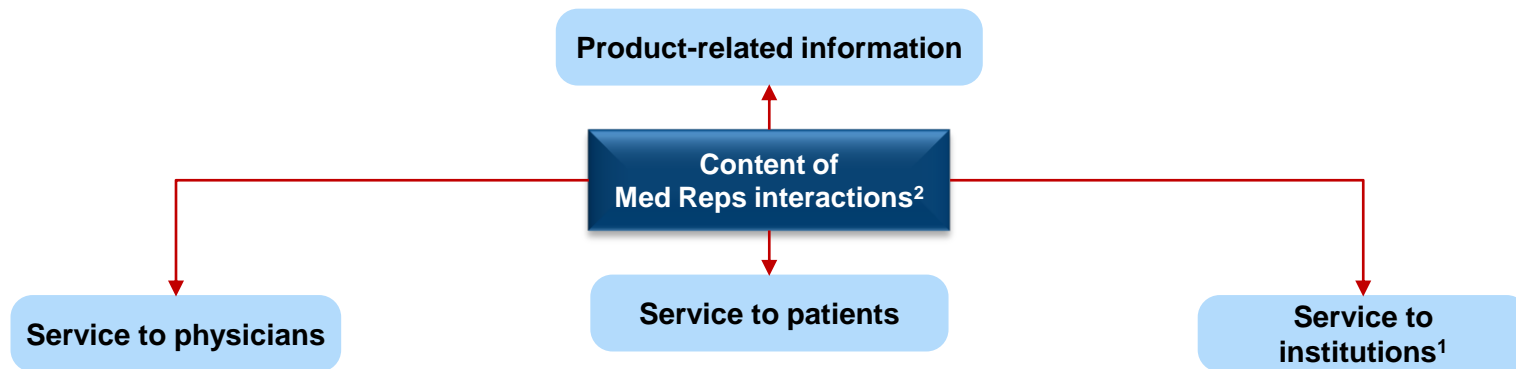 Product-related information
Content of
Med Reps interactions²
Service to physicians
Service to patients
Service to
institutions¹